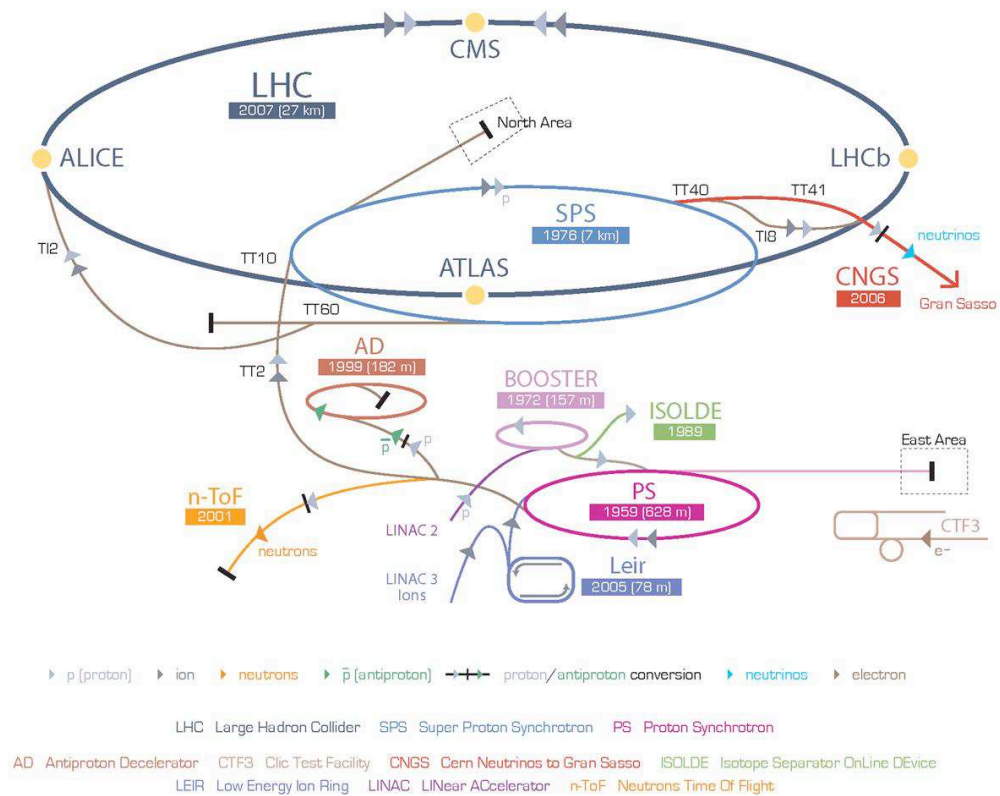 CMS
LHC
2007 (27 km)
North Area
ALICE
LHCb
TT40
TT41
p
SPS
1976 (7 km)
TI8
neutrinos
TI2
TT10
ATLAS
CNGS
2006
Gran Sasso
TT60
AD
1999 (182 m)
TT2
BOOSTER
1972 (157 m)
ISOLDE
1989
p̅
p
East Area
n-ToF
2001
PS
1959 (628 m)
p
LINAC 2
neutrons
CTF3
e-
LINAC 3
Ions
Leir
2005 (78 m)
p (proton) ion neutrons p̅ (antiproton) proton/antiproton conversion neutrinos electron
LHC Large Hadron Collider SPS Super Proton Synchrotron PS Proton Synchrotron
AD Antiproton Decelerator CTF3 Clic Test Facility CNGS Cern Neutrinos to Gran Sasso ISOLDE Isotope Separator OnLine DEvice
LEIR Low Energy Ion Ring LINAC LINear ACcelerator n-ToF Neutrons Time Of Flight